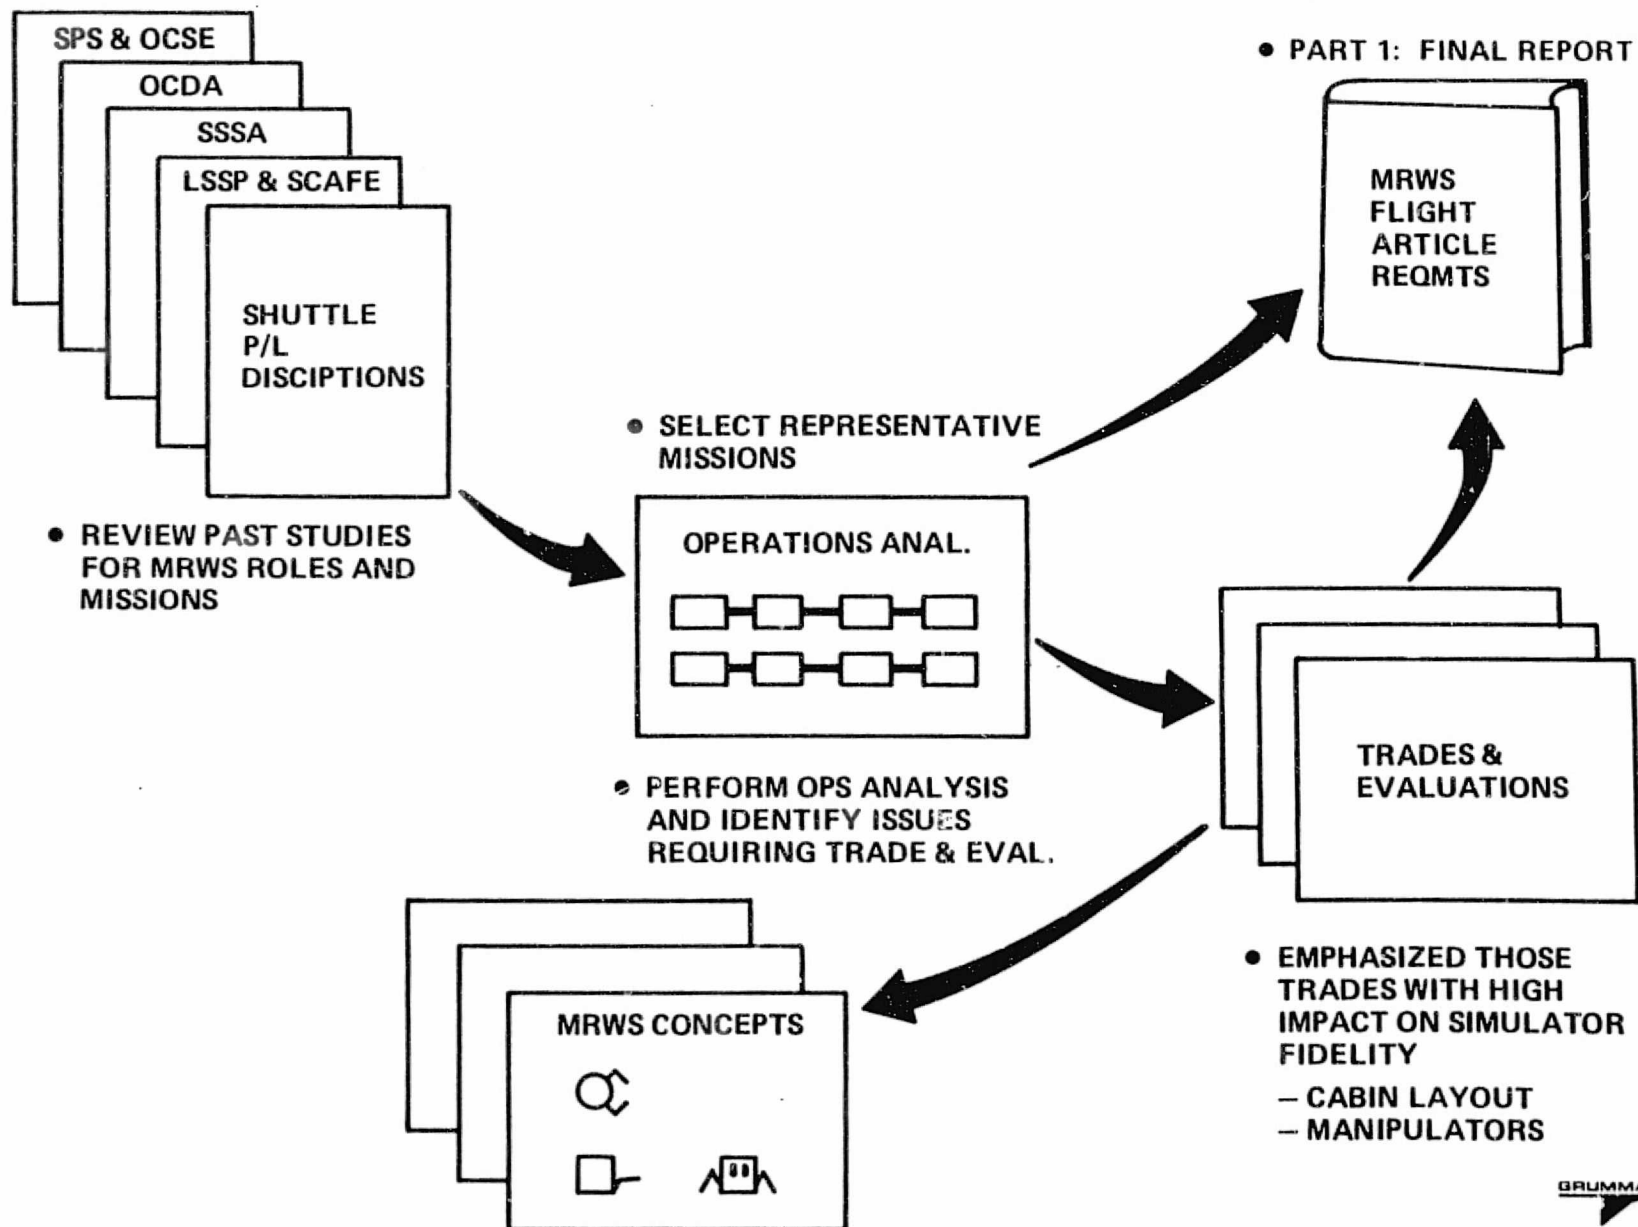 SPS & OCSE
OCDA
SSSA
LSSP & SCAFE
SHUTTLE
P/L
DISCIPTIONS
• REVIEW PAST STUDIES
FOR MRWS ROLES AND
MISSIONS
• SELECT REPRESENTATIVE
MISSIONS
OPERATIONS ANAL.
• PERFORM OPS ANALYSIS
AND IDENTIFY ISSUES
REQUIRING TRADE & EVAL.
• PART 1: FINAL REPORT
MRWS
FLIGHT
ARTICLE
REQMTS
TRADES &
EVALUATIONS
• EMPHASIZED THOSE
TRADES WITH HIGH
IMPACT ON SIMULATOR
FIDELITY
– CABIN LAYOUT
– MANIPULATORS
MRWS CONCEPTS